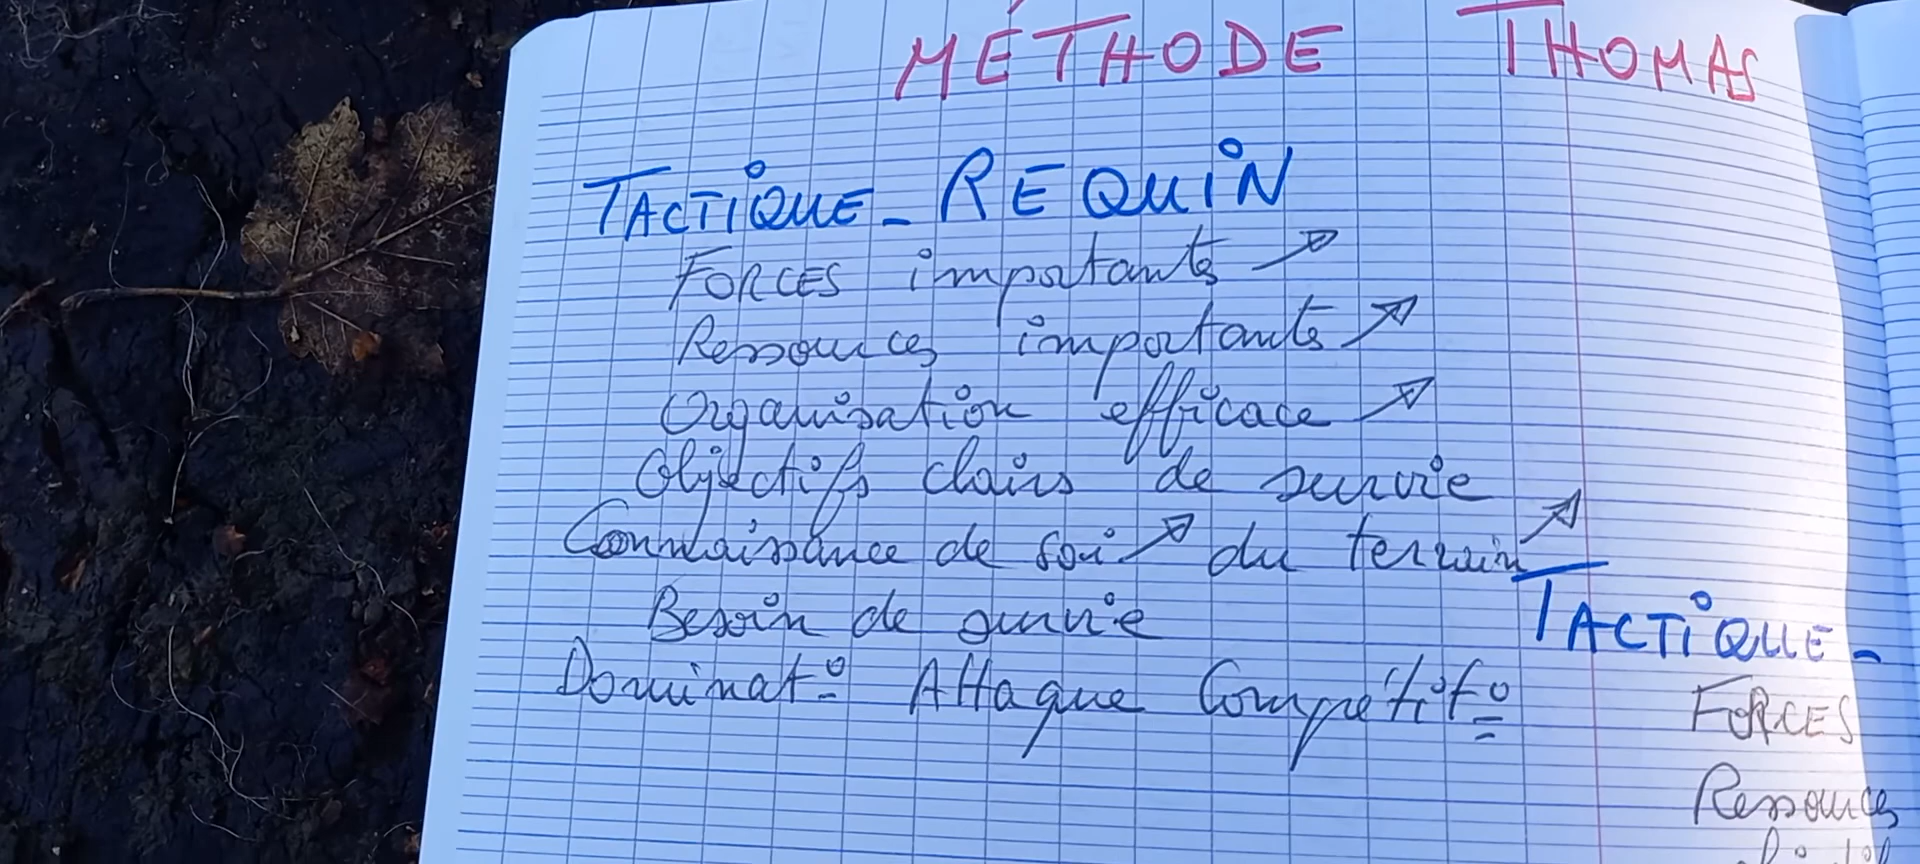 MÉTHODE THOMAS
TACTIQUE - REQUIN
FORCES importants ↗
Ressources importants ↗
Organisation efficace ↗
Objectifs clairs de survie
Connaissance de soi ↗ du terrain ↗
Besoin de survie
Dominat° Attaque Compétit°
TACTIQUE -
FORCES
Ressources